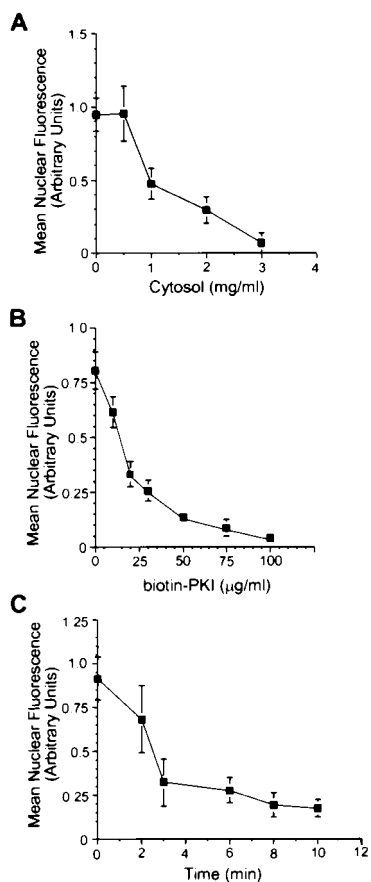 A
Mean Nuclear Fluorescence
(Arbitrary Units)
1.5
1.0
0.5
0
0 1 2 3 4
Cytosol (mg/ml)
B
Mean Nuclear Fluorescence
(Arbitrary Units)
1.0
0.75
0.5
0.25
0
0 25 50 75 100
biotin-PKI (μg/ml)
C
Mean Nuclear Fluorescence
(Arbitrary Units)
1.25
1.0
0.75
0.5
0.25
0
0 2 4 6 8 10 12
Time (min)